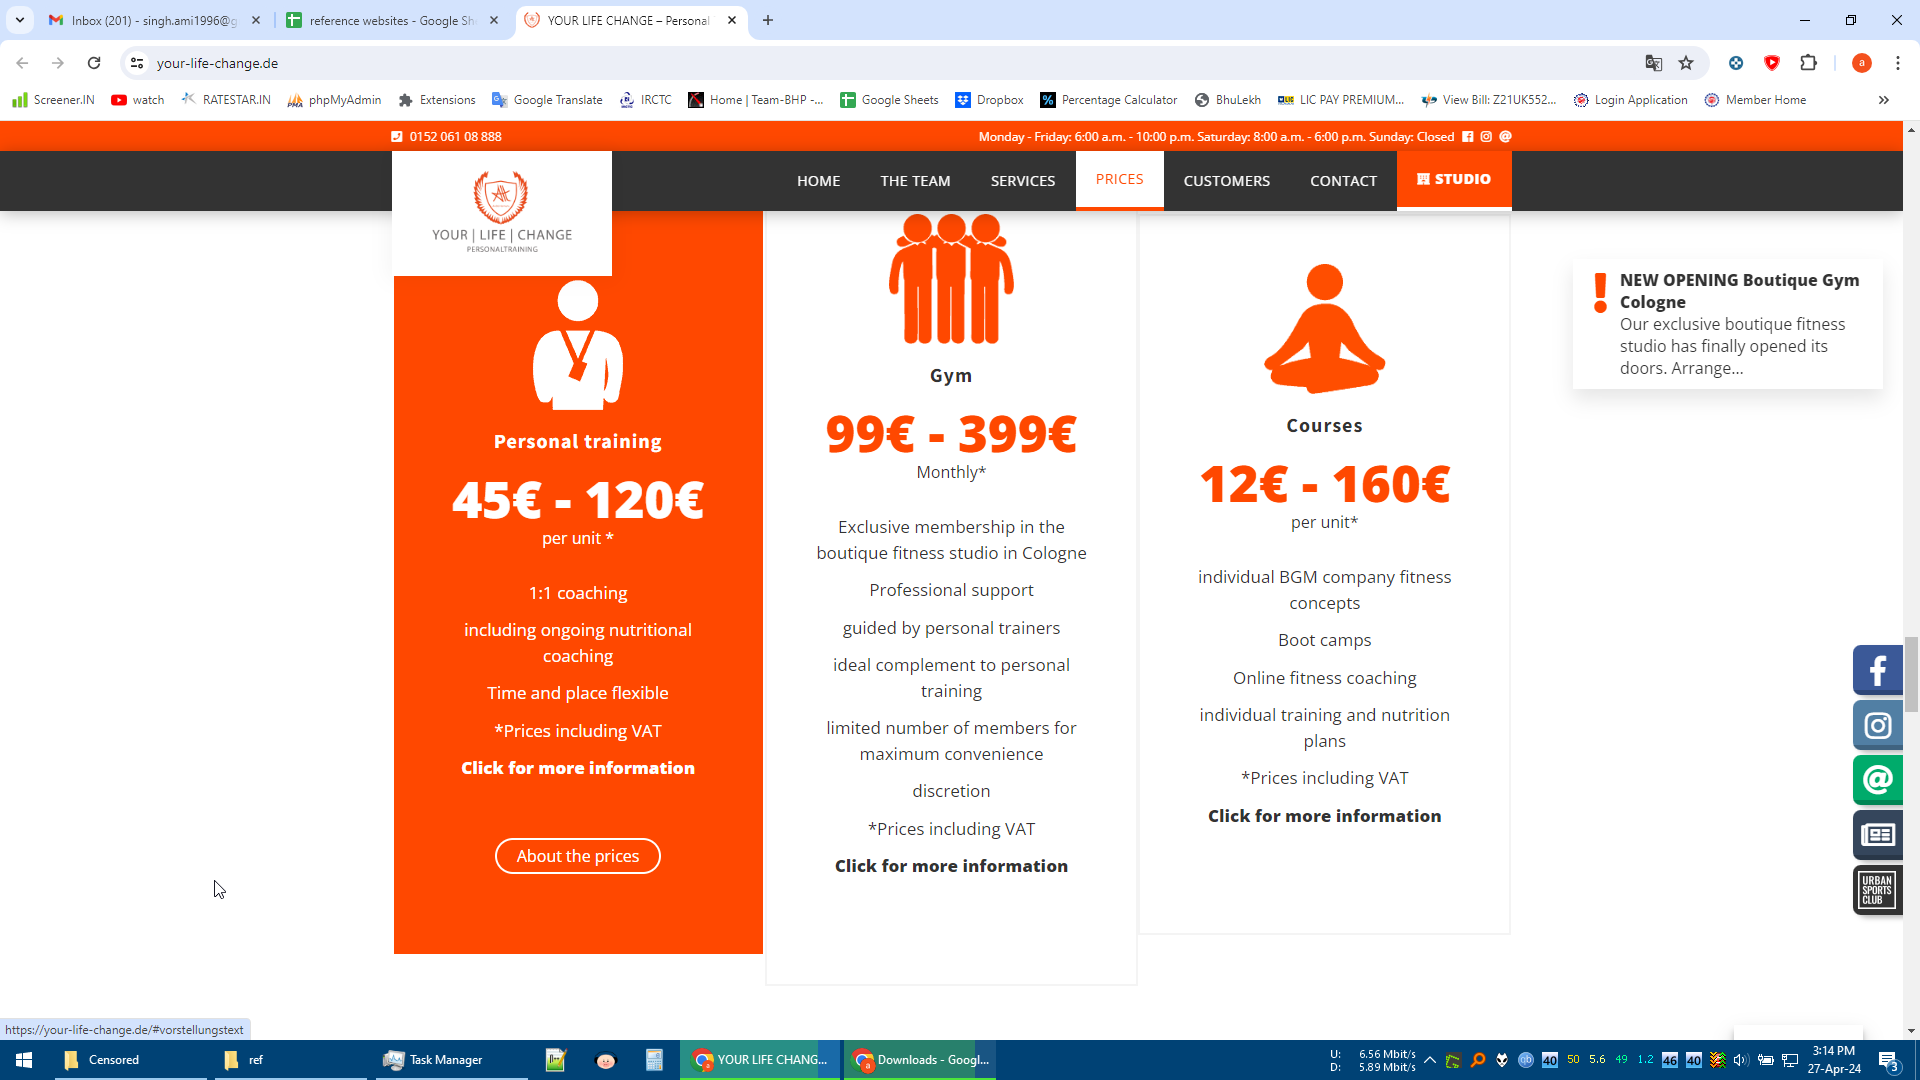 Inbox (201) - singh.ami1996@g
reference websites - Google Sh
YOUR LIFE CHANGE – Personal
your-life-change.de
Screener.IN
watch
RATESTAR.IN
phpMyAdmin
Extensions
Google Translate
IRCTC
Home | Team-BHP -...
Google Sheets
Dropbox
Percentage Calculator
BhuLekh
LIC PAY PREMIUM...
View Bill: Z21UK552...
Login Application
Member Home
0152 061 08 888
Monday - Friday: 6:00 a.m. - 10:00 p.m. Saturday: 8:00 a.m. - 6:00 p.m. Sunday: Closed
YOUR | LIFE | CHANGE
PERSONALTRAINING
HOME
THE TEAM
SERVICES
PRICES
CUSTOMERS
CONTACT
STUDIO
Personal training
45€ - 120€
per unit *
1:1 coaching
including ongoing nutritional
coaching
Time and place flexible
*Prices including VAT
Click for more information
About the prices
Gym
99€ - 399€
Monthly*
Exclusive membership in the
boutique fitness studio in Cologne
Professional support
guided by personal trainers
ideal complement to personal
training
limited number of members for
maximum convenience
discretion
*Prices including VAT
Click for more information
Courses
12€ - 160€
per unit*
individual BGM company fitness
concepts
Boot camps
Online fitness coaching
individual training and nutrition
plans
*Prices including VAT
Click for more information
NEW OPENING Boutique Gym
Cologne
Our exclusive boutique fitness
studio has finally opened its
doors. Arrange...
URBAN
SPORTS
CLUB
https://your-life-change.de/#vorstellungstext
Censored
ref
Task Manager
YOUR LIFE CHANG...
Downloads - Googl...
U: 6.56 Mbit/s
D: 5.89 Mbit/s
40 50 5.6 49 1.2 46 40
3:14 PM
27-Apr-24
3